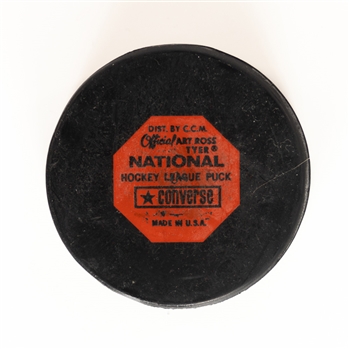 DIST. BY C.C.M.
Official ART ROSS
TYER®
NATIONAL
HOCKEY LEAGUE PUCK
★ CONVERSE
MADE IN U.S.A.